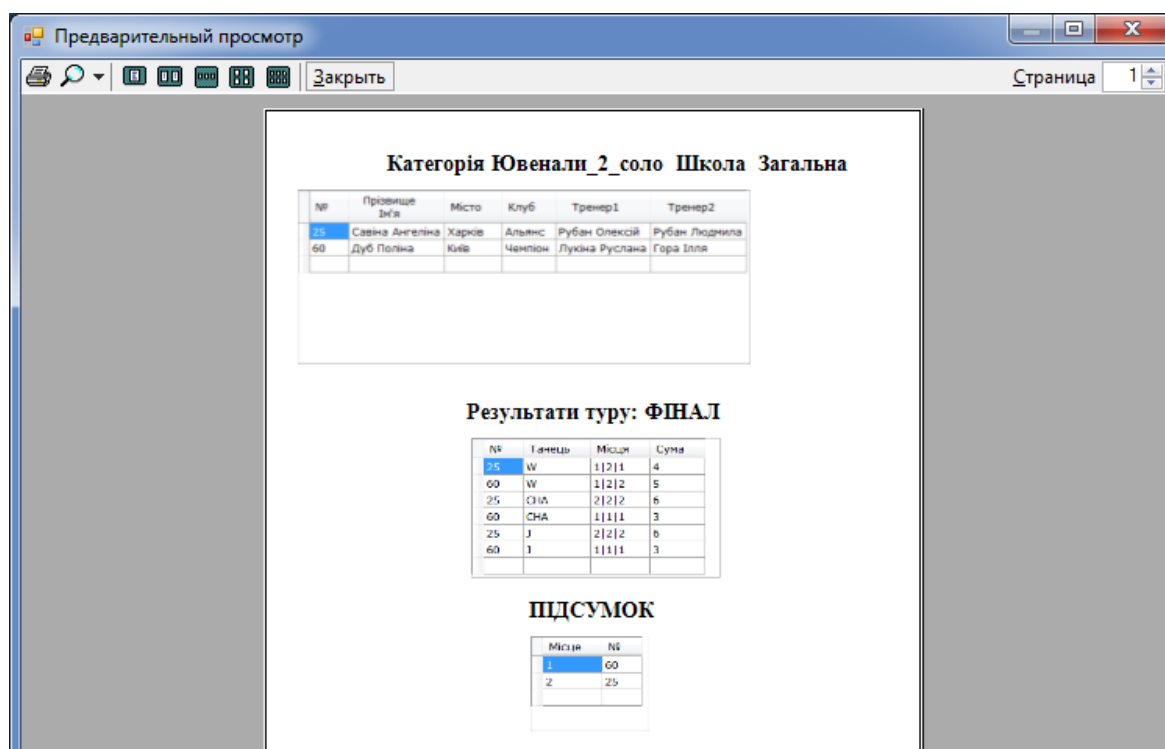 Предварительный просмотр
Закрыть Страница 1
Категорія Ювенали_2_соло Школа Загальна
№ Прізвище Ім'я Місто Клуб Тренер1 Тренер2
25 Савіна Ангеліна Харків Альянс Рубан Олексій Рубан Людмила
60 Дуб Поліна Київ Чемпіон Лукіна Руслана Гора Ілля
Результати туру: ФІНАЛ
№ Танець Місця Сума
25 W 1|2|1 4
60 W 1|2|2 5
25 CHA 2|2|2 6
60 CHA 1|1|1 3
25 J 2|2|2 6
60 J 1|1|1 3
ПІДСУМОК
Місце №
1 60
2 25